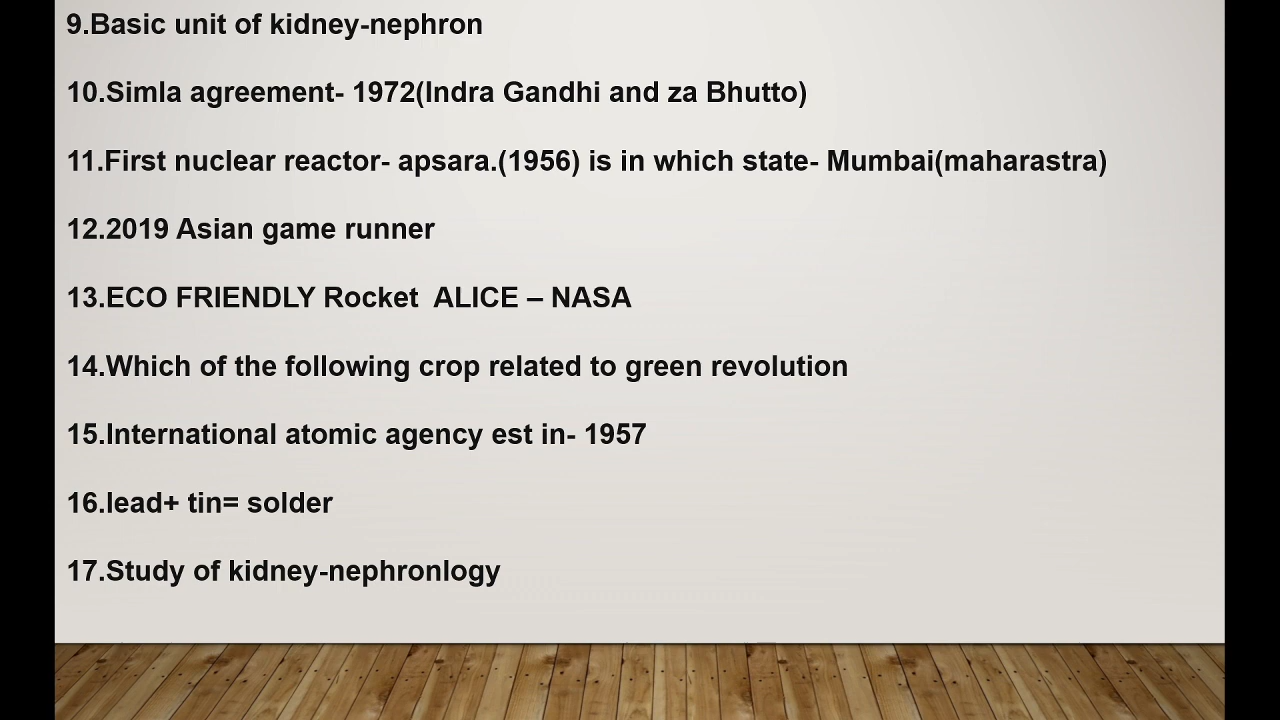 9.Basic unit of kidney-nephron
10.Simla agreement- 1972(Indra Gandhi and za Bhutto)
11.First nuclear reactor- apsara.(1956) is in which state- Mumbai(maharastra)
12.2019 Asian game runner
13.ECO FRIENDLY Rocket  ALICE – NASA
14.Which of the following crop related to green revolution
15.International atomic agency est in- 1957
16.lead+ tin= solder
17.Study of kidney-nephronlogy